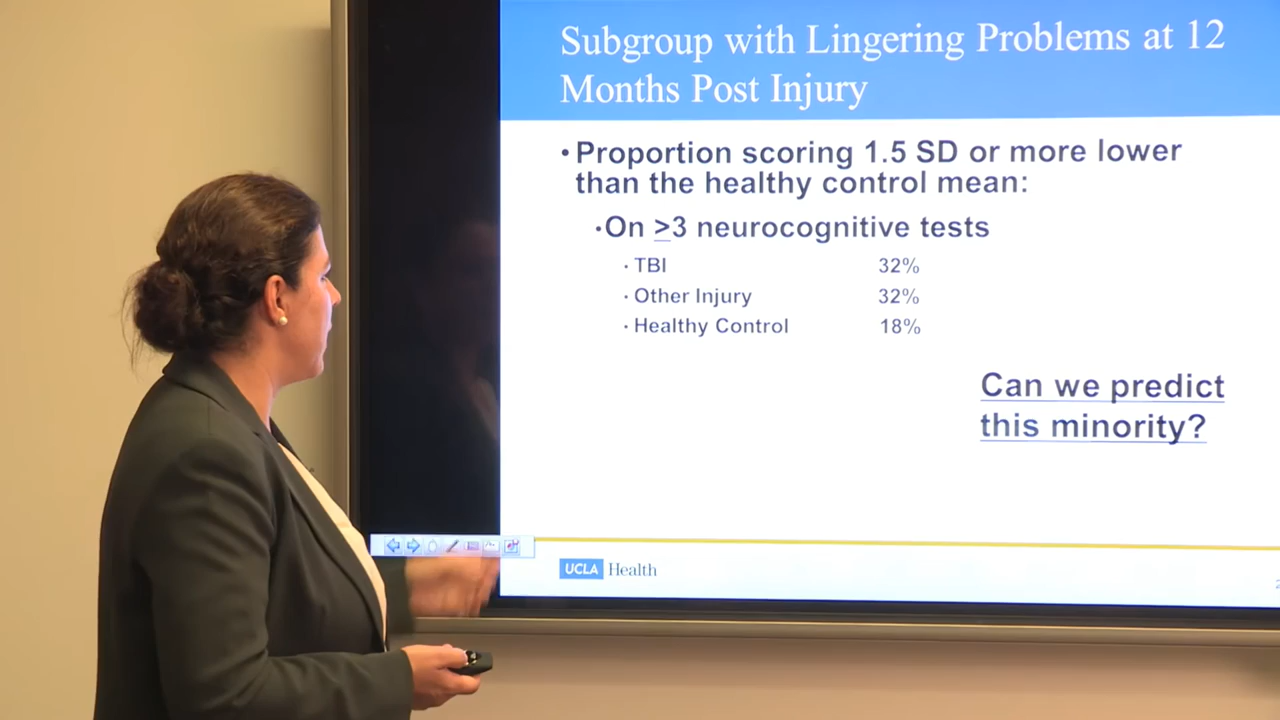 Subgroup with Lingering Problems at 12
Months Post Injury
• Proportion scoring 1.5 SD or more lower
than the healthy control mean:
• On >3 neurocognitive tests
• TBI 32%
• Other Injury 32%
• Healthy Control 18%
Can we predict
this minority?
UCLA Health